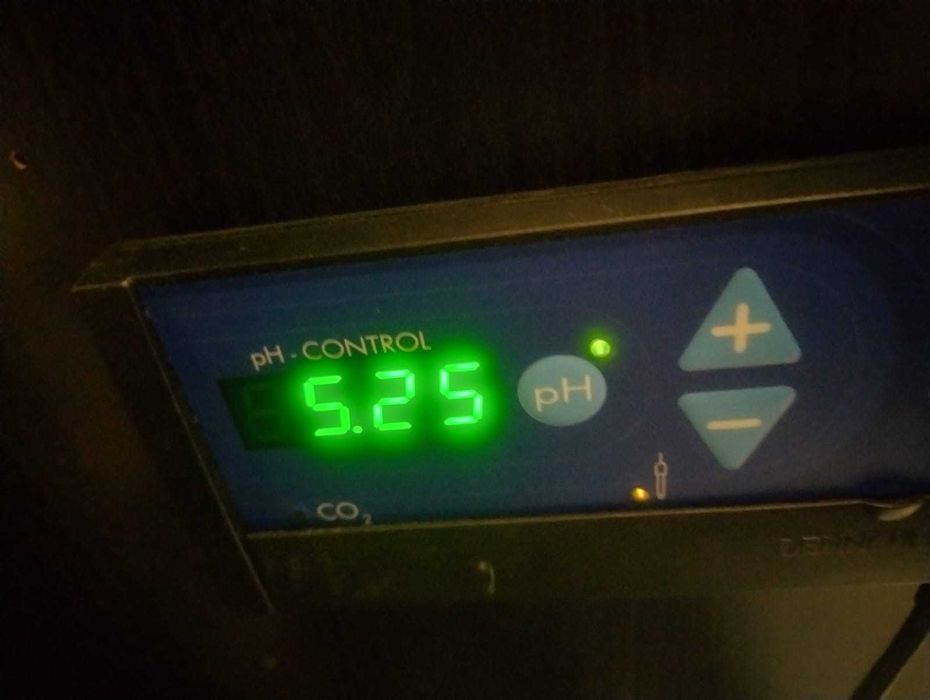 pH - CONTROL
5.25
pH
+
−
CO₂